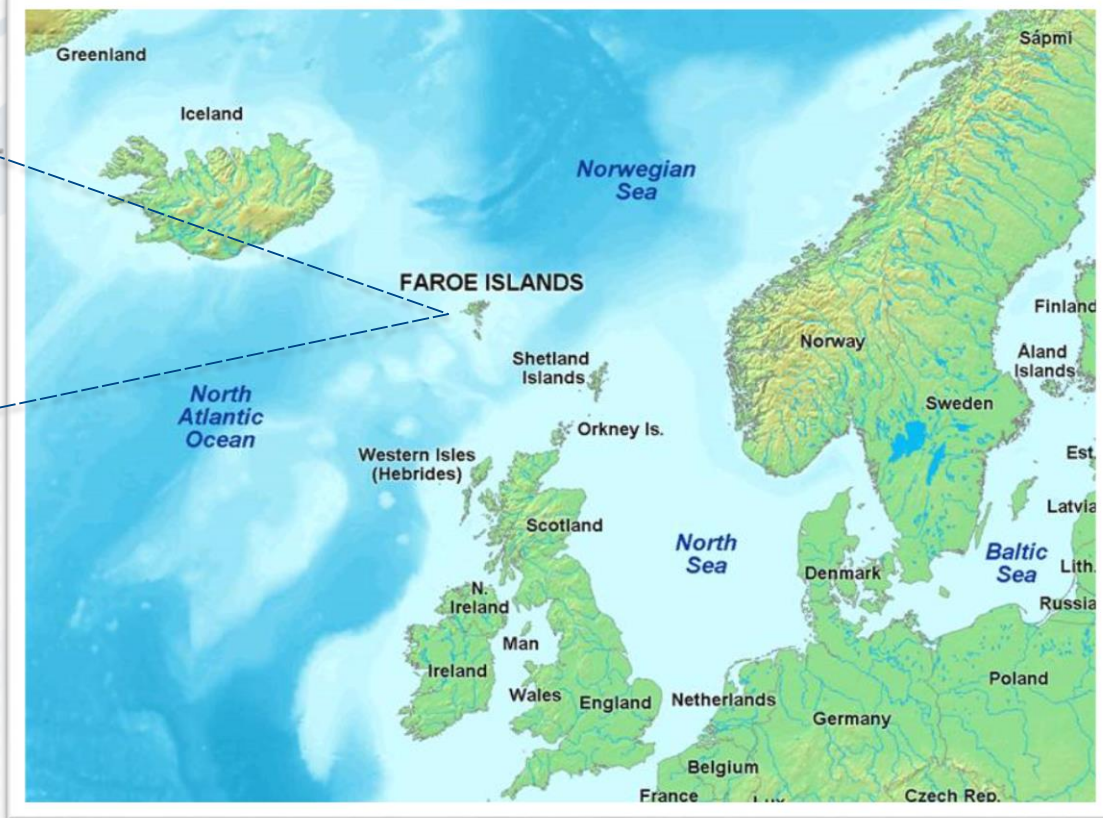 Greenland
Sápmi
Iceland
Norwegian
Sea
FAROE ISLANDS
Finland
Norway
Shetland
Islands
Åland
Islands
North
Atlantic
Ocean
Sweden
Orkney Is.
Western Isles
(Hebrides)
Est.
Latvia
Scotland
North
Sea
Baltic
Sea
Lith.
Denmark
N.
Ireland
Russia
Man
Ireland
Wales
England
Netherlands
Poland
Germany
Belgium
France
Lux
Czech Rep.